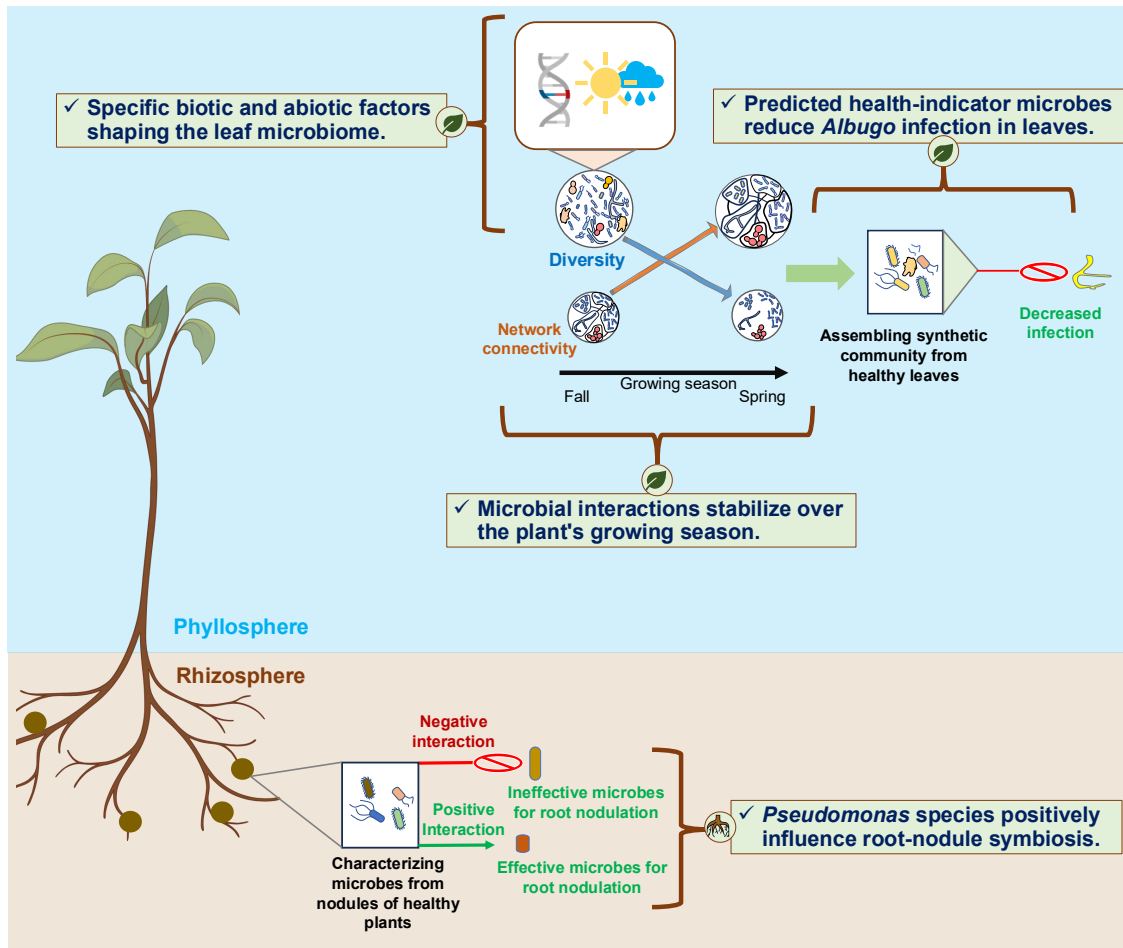 ✓ Specific biotic and abiotic factors
shaping the leaf microbiome.
✓ Predicted health-indicator microbes
reduce Albugo infection in leaves.
Diversity
Network
connectivity
Growing season
Fall
Spring
Assembling synthetic
community from
healthy leaves
Decreased
infection
✓ Microbial interactions stabilize over
the plant's growing season.
Phyllosphere
Rhizosphere
Negative
interaction
Ineffective microbes
for root nodulation
Positive
Interaction
Effective microbes for
root nodulation
Characterizing
microbes from
nodules of healthy
plants
✓ Pseudomonas species positively
influence root-nodule symbiosis.